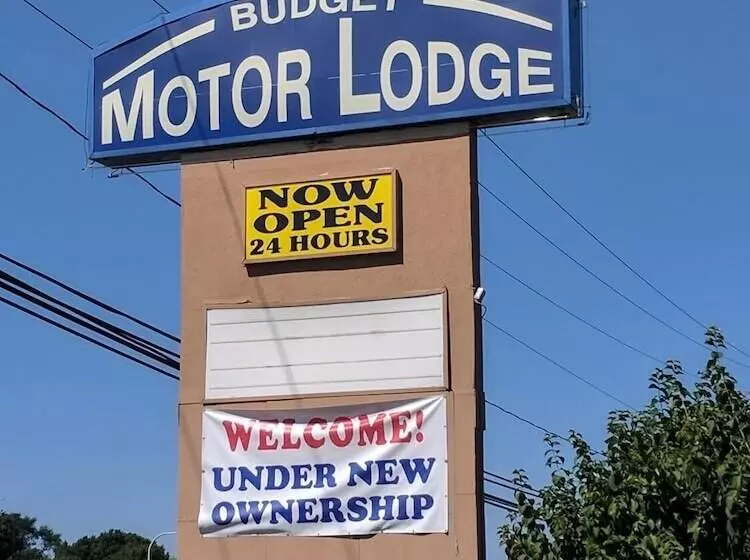 BUDGET
MOTOR LODGE
NOW
OPEN
24 HOURS
WELCOME!
UNDER NEW
OWNERSHIP